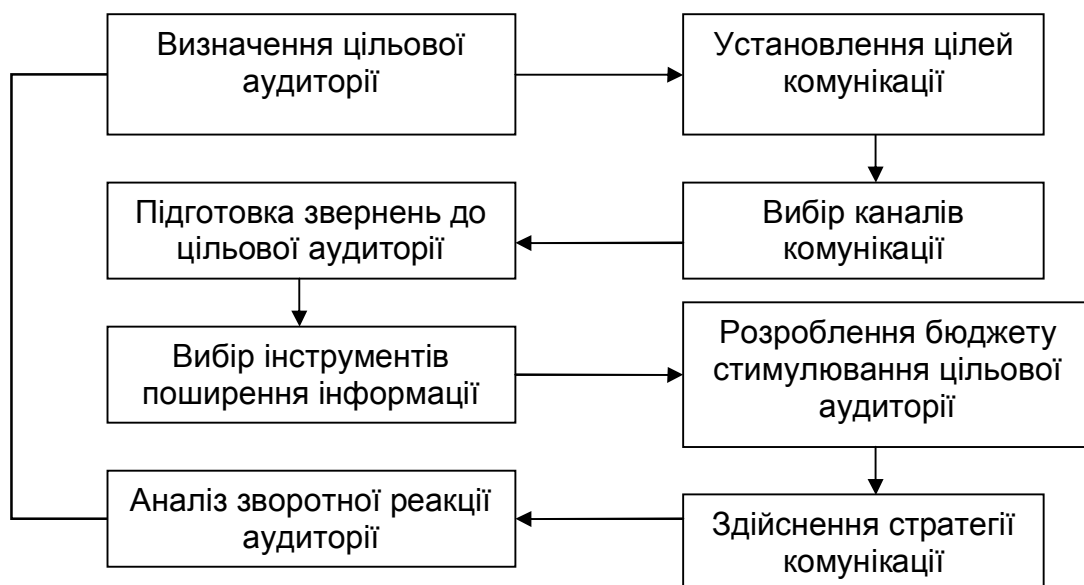 Визначення цільової
аудиторії
Установлення цілей
комунікації
Вибір каналів
комунікації
Підготовка звернень до
цільової аудиторії
Вибір інструментів
поширення інформації
Розроблення бюджету
стимулювання цільової
аудиторії
Здійснення стратегії
комунікації
Аналіз зворотної реакції
аудиторії